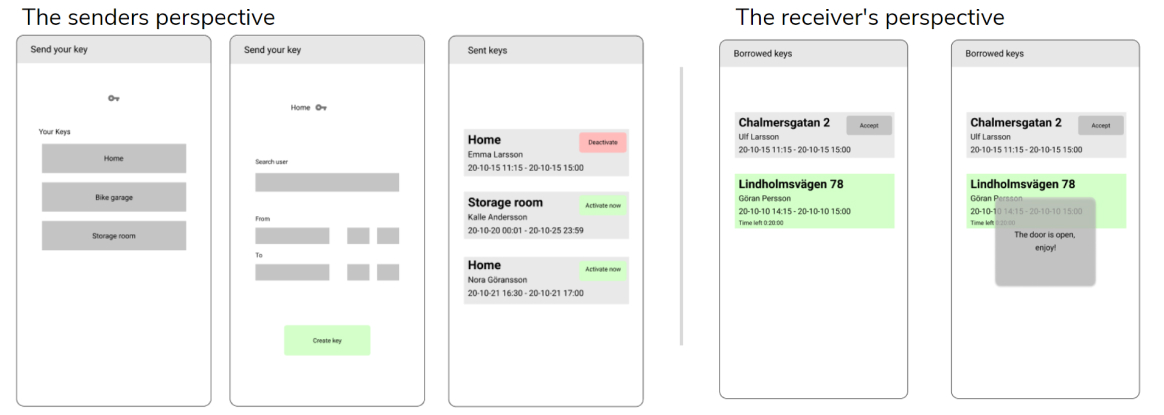 The senders perspective
Send your key
Your Keys
Home
Bike garage
Storage room
Send your key
Home
Search user
From
To
Create key
Sent keys
Home
Deactivate
Emma Larsson
20-10-15 11:15 - 20-10-15 15:00
Storage room
Activate now
Kalle Andersson
20-10-20 00:01 - 20-10-25 23:59
Home
Activate now
Nora Göransson
20-10-21 16:30 - 20-10-21 17:00
The receiver's perspective
Borrowed keys
Chalmersgatan 2
Accept
Ulf Larsson
20-10-15 11:15 - 20-10-15 15:00
Lindholmsvägen 78
Göran Persson
20-10-10 14:15 - 20-10-10 15:00
Time left 0:20:00
Borrowed keys
Chalmersgatan 2
Accept
Ulf Larsson
20-10-15 11:15 - 20-10-15 15:00
Lindholmsvägen 78
Göran Persson
20-10-10 14:15 - 20-10-10 15:00
Time left 0:20:00
The door is open,
enjoy!